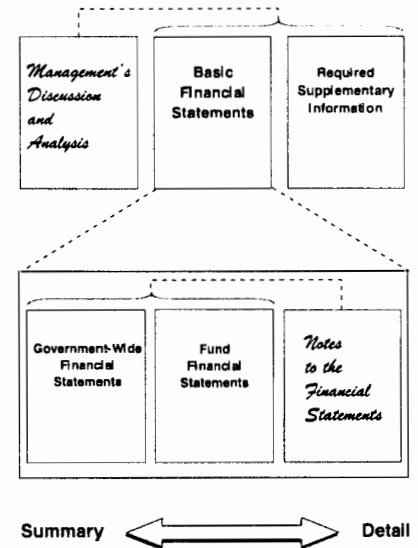 Management's
Discussion
and
Analysis
Basic
Financial
Statements
Required
Supplementary
Information
Government-Wide
Financial
Statements
Fund
Financial
Statements
Notes
to the
Financial
Statements
Summary
Detail